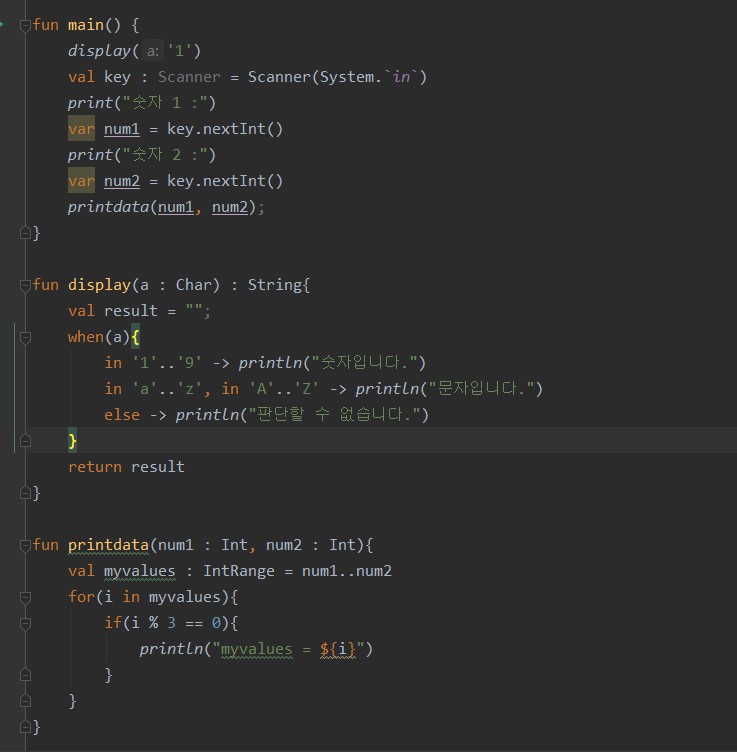 fun main() {
    display( a: '1')
    val key : Scanner = Scanner(System.`in`)
    print("숫자 1 :")
    var num1 = key.nextInt()
    print("숫자 2 :")
    var num2 = key.nextInt()
    printdata(num1, num2);
}
fun display(a : Char) : String{
    val result = "";
    when(a){
        in '1'..'9' -> println("숫자입니다.")
        in 'a'..'z', in 'A'..'Z' -> println("문자입니다.")
        else -> println("판단할 수 없습니다.")
    }
    return result
}
fun printdata(num1 : Int, num2 : Int){
    val myvalues : IntRange = num1..num2
    for(i in myvalues){
        if(i % 3 == 0){
            println("myvalues = ${i}")
        }
    }
}